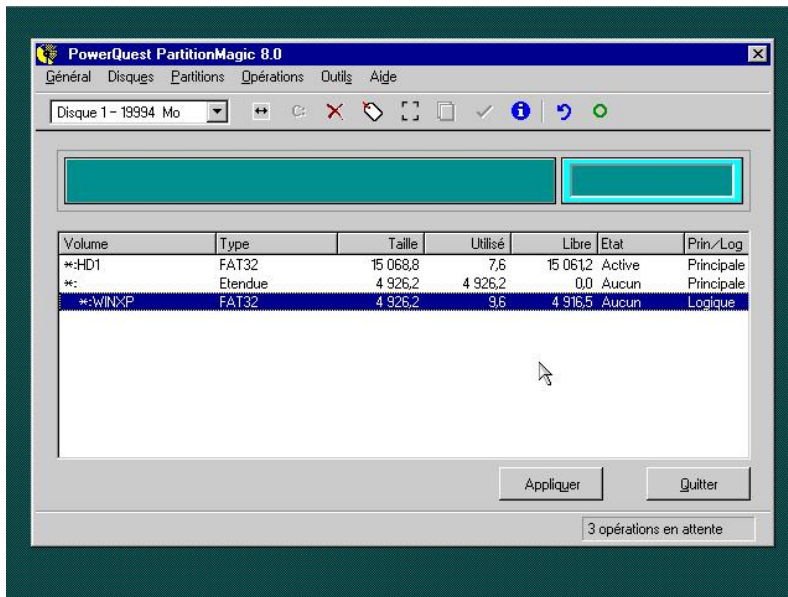 PowerQuest PartitionMagic 8.0
Général Disques Partitions Opérations Outils Aide
Disque 1 - 19994 Mo C:
Volume Type Taille Utilisé Libre Etat Prin/Log
*:HD1 FAT32 15 068,8 7,6 15 061,2 Active Principale
*: Etendue 4 926,2 4 926,2 0,0 Aucun Principale
*:WINXP FAT32 4 926,2 9,6 4 916,5 Aucun Logique
Appliquer Quitter
3 opérations en attente